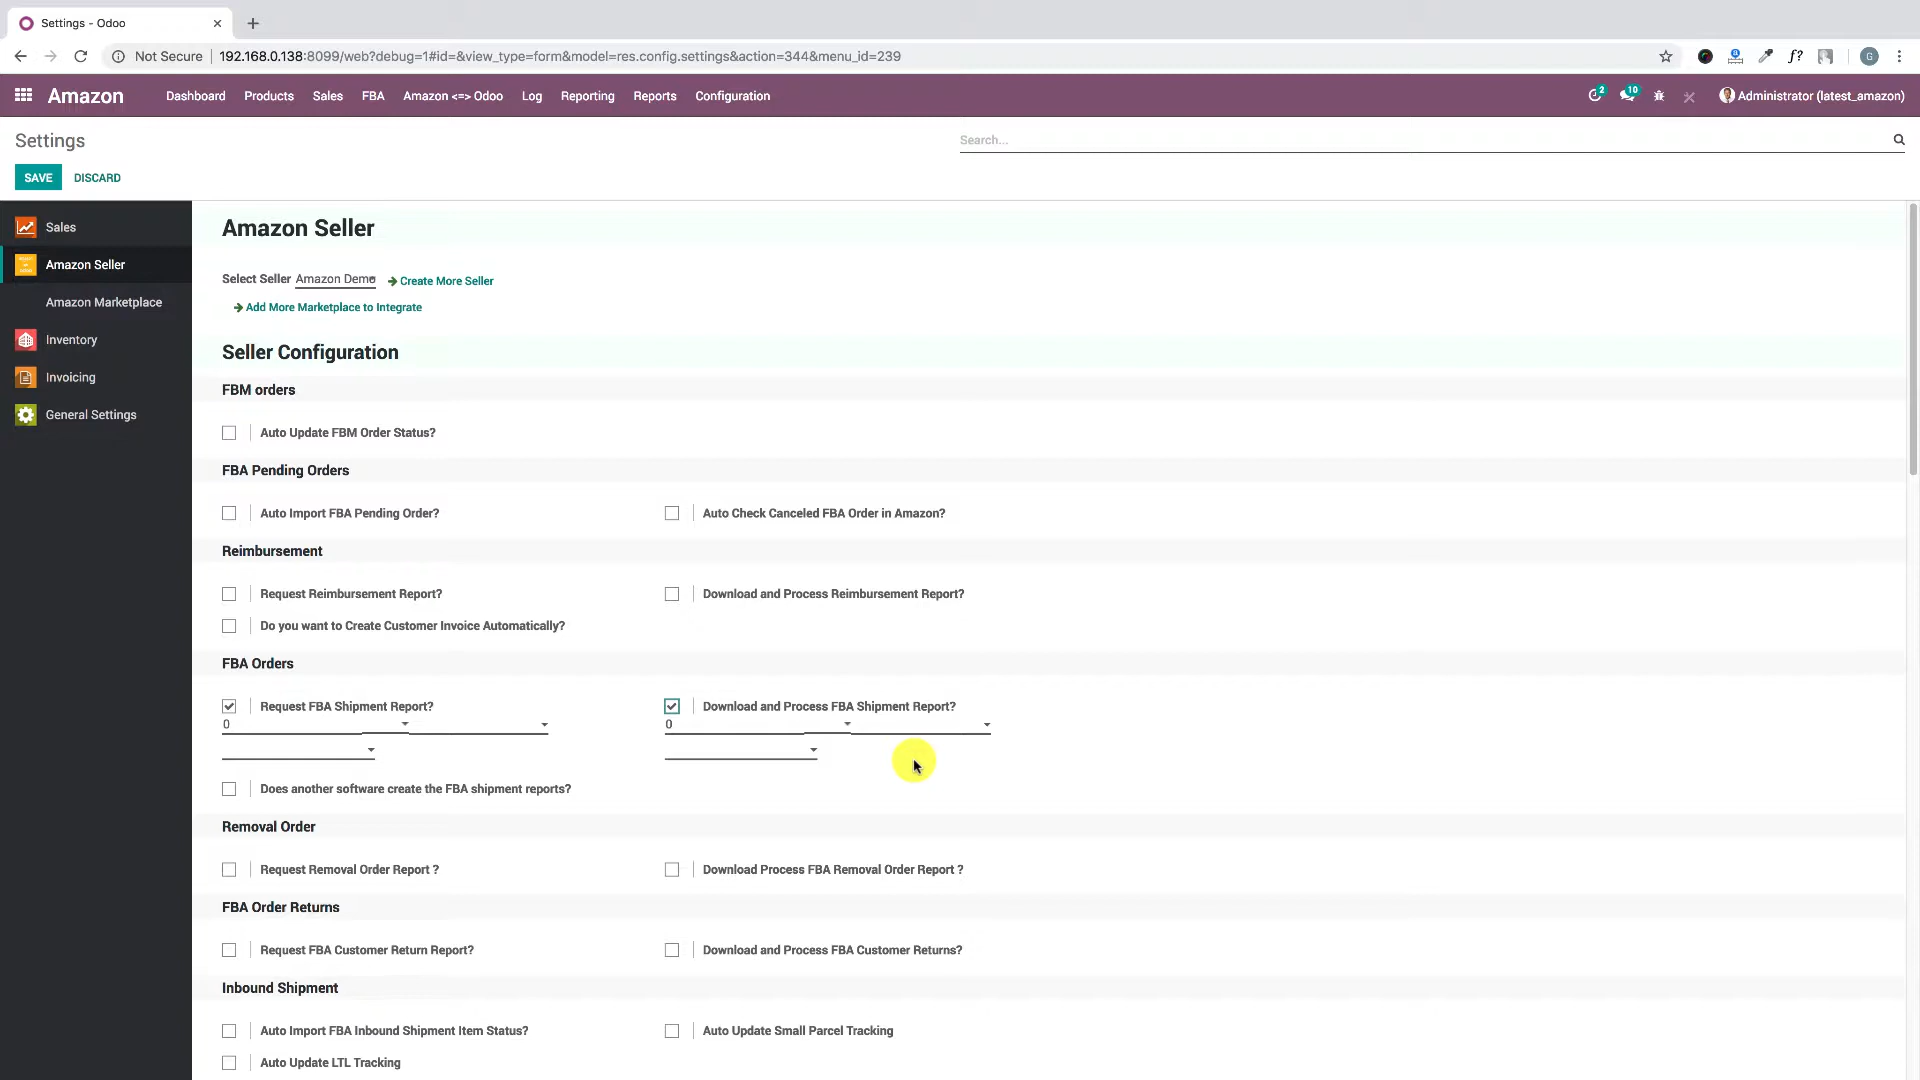 Settings - Odoo
Not Secure 192.168.0.138:8099/web?debug=1#id=&view_type=form&model=res.config.settings&action=344&menu_id=239
f?
G
Amazon Dashboard Products Sales FBA Amazon <=> Odoo Log Reporting Reports Configuration 2 10 Administrator (latest_amazon)
Settings
Search...
SAVE DISCARD
Sales
Amazon Seller
Amazon Marketplace
Inventory
Invoicing
General Settings
Amazon Seller
Select Seller Amazon Demo Create More Seller
Add More Marketplace to Integrate
Seller Configuration
FBM orders
Auto Update FBM Order Status?
FBA Pending Orders
Auto Import FBA Pending Order? Auto Check Canceled FBA Order in Amazon?
Reimbursement
Request Reimbursement Report? Download and Process Reimbursement Report?
Do you want to Create Customer Invoice Automatically?
FBA Orders
Request FBA Shipment Report? Download and Process FBA Shipment Report?
0 0
Does another software create the FBA shipment reports?
Removal Order
Request Removal Order Report ? Download Process FBA Removal Order Report ?
FBA Order Returns
Request FBA Customer Return Report? Download and Process FBA Customer Returns?
Inbound Shipment
Auto Import FBA Inbound Shipment Item Status? Auto Update Small Parcel Tracking
Auto Update LTL Tracking